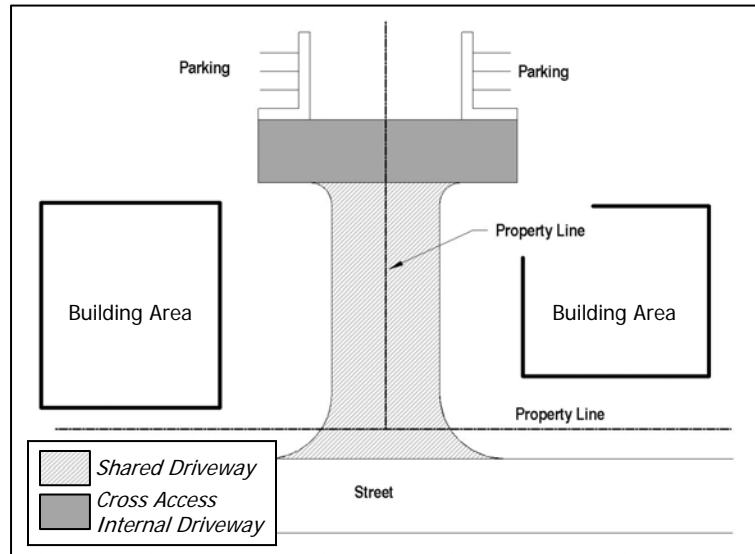 Parking
Parking
Property Line
Building Area
Building Area
Property Line
Shared Driveway
Street
Cross Access
Internal Driveway